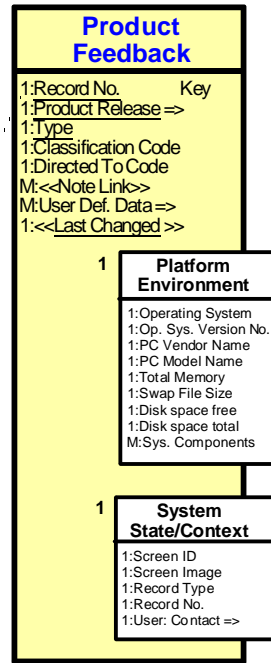 Product
Feedback
1:Record No. Key
1:Product Release =>
1:Type
1:Classification Code
1:Directed To Code
M:<<Note Link>>
M:User Def. Data=>
1:<<Last Changed >>
1
Platform
Environment
1:Operating System
1:Op. Sys. Version No.
1:PC Vendor Name
1:PC Model Name
1:Total Memory
1:Swap File Size
1:Disk space free
1:Disk space total
M:Sys. Components
1
System
State/Context
1:Screen ID
1:Screen Image
1:Record Type
1:Record No.
1:User: Contact =>